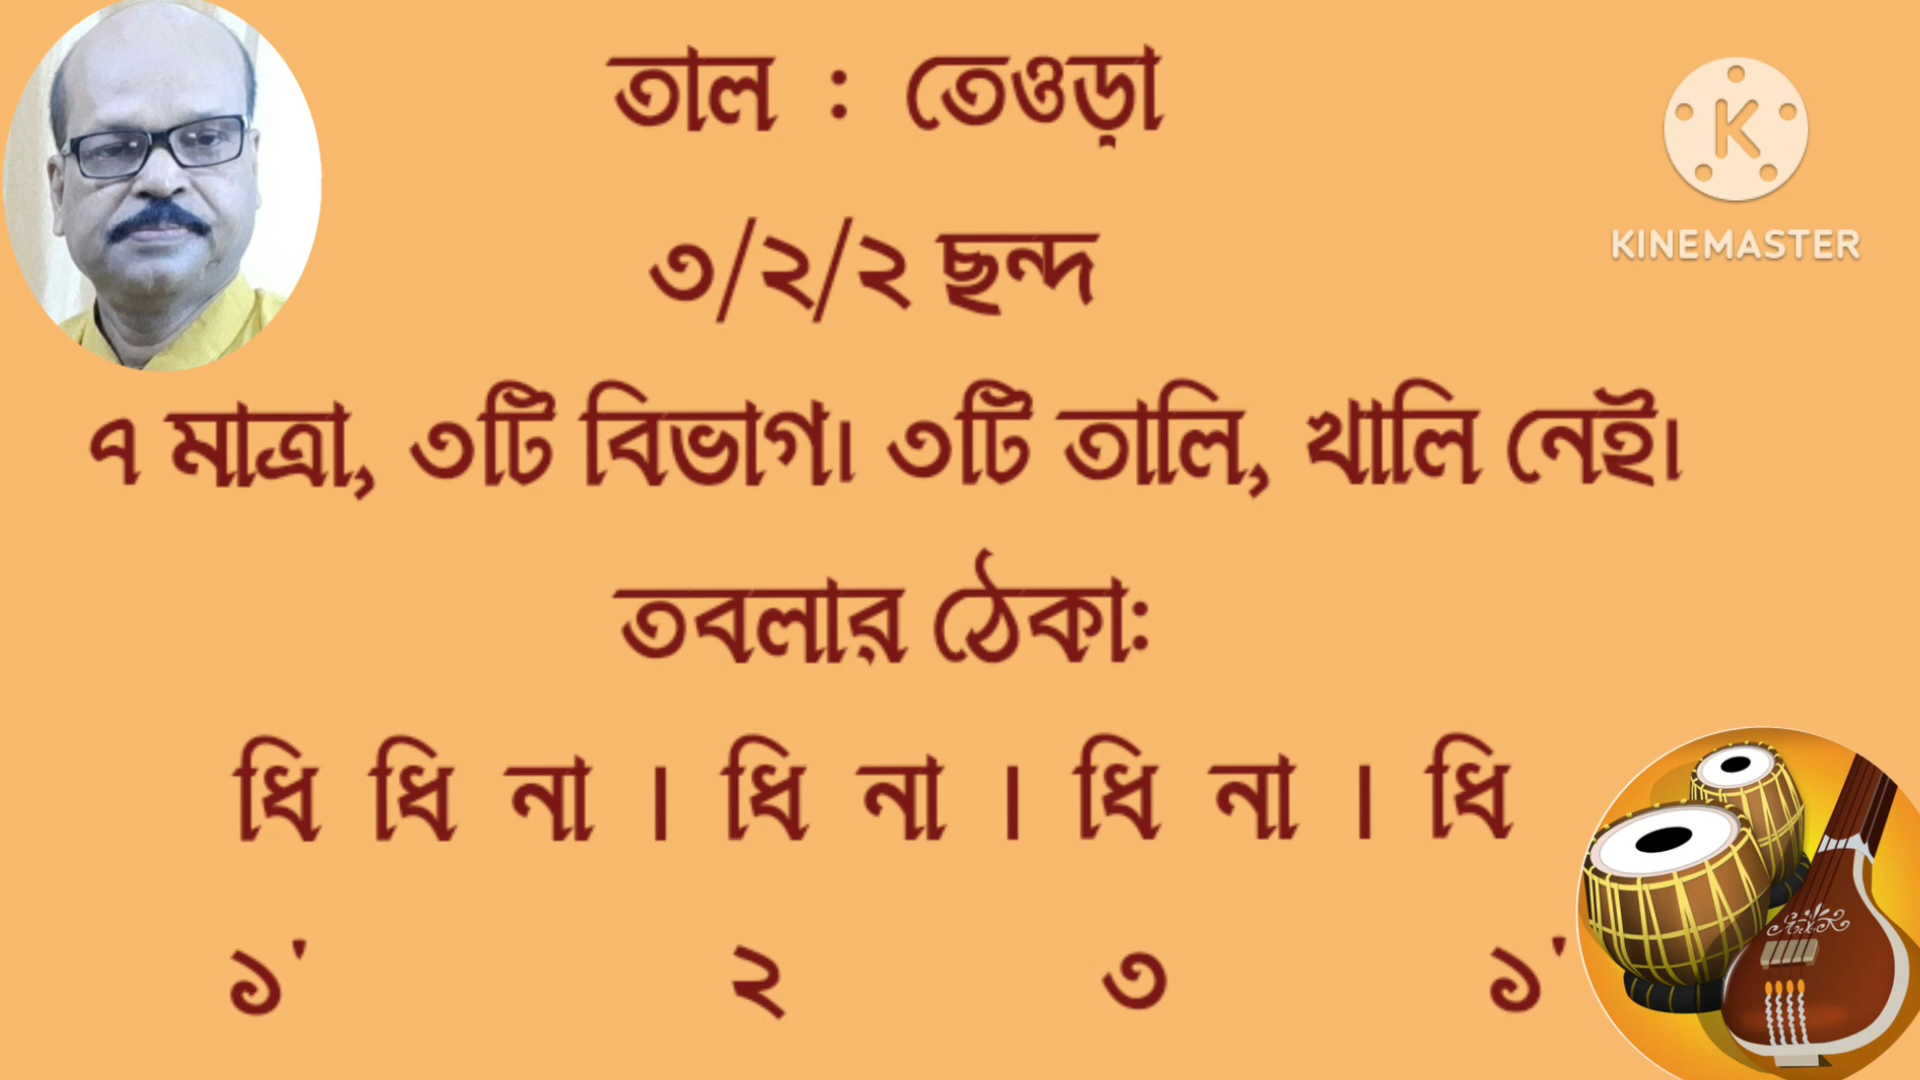 তাল : তেওড়া
৩/২/২ ছন্দ
৭ মাত্রা, ৩টি বিভাগ। ৩টি তালি, খালি নেই।
তবলার ঠেকাঃ
ধি ধি না । ধি না । ধি না । ধি
১' ২ ৩ ১'
K
KINEMASTER